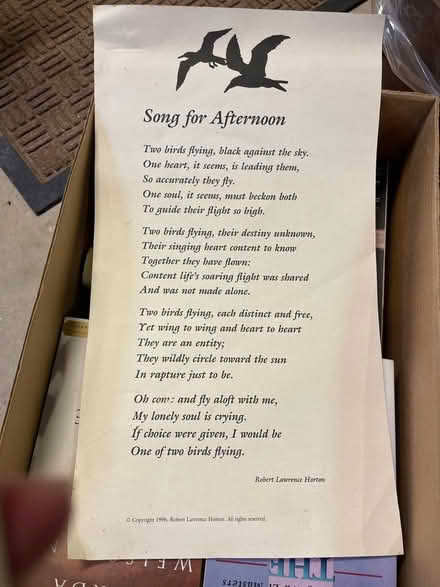 Song for Afternoon
Two birds flying, black against the sky.
One heart, it seems, is leading them,
So accurately they fly.
One soul, it seems, must beckon both
To guide their flight so high.
Two birds flying, their destiny unknown,
Their singing heart content to know
Together they have flown:
Content life's soaring flight was shared
And was not made alone.
Two birds flying, each distinct and free,
Yet wing to wing and heart to heart
They are an entity;
They wildly circle toward the sun
In rapture just to be.
Oh come and fly aloft with me,
My lonely soul is crying.
If choice were given, I would be
One of two birds flying.
Robert Lawrence Horton
© Copyright 1996, Robert Lawrence Horton. All rights reserved.
THE